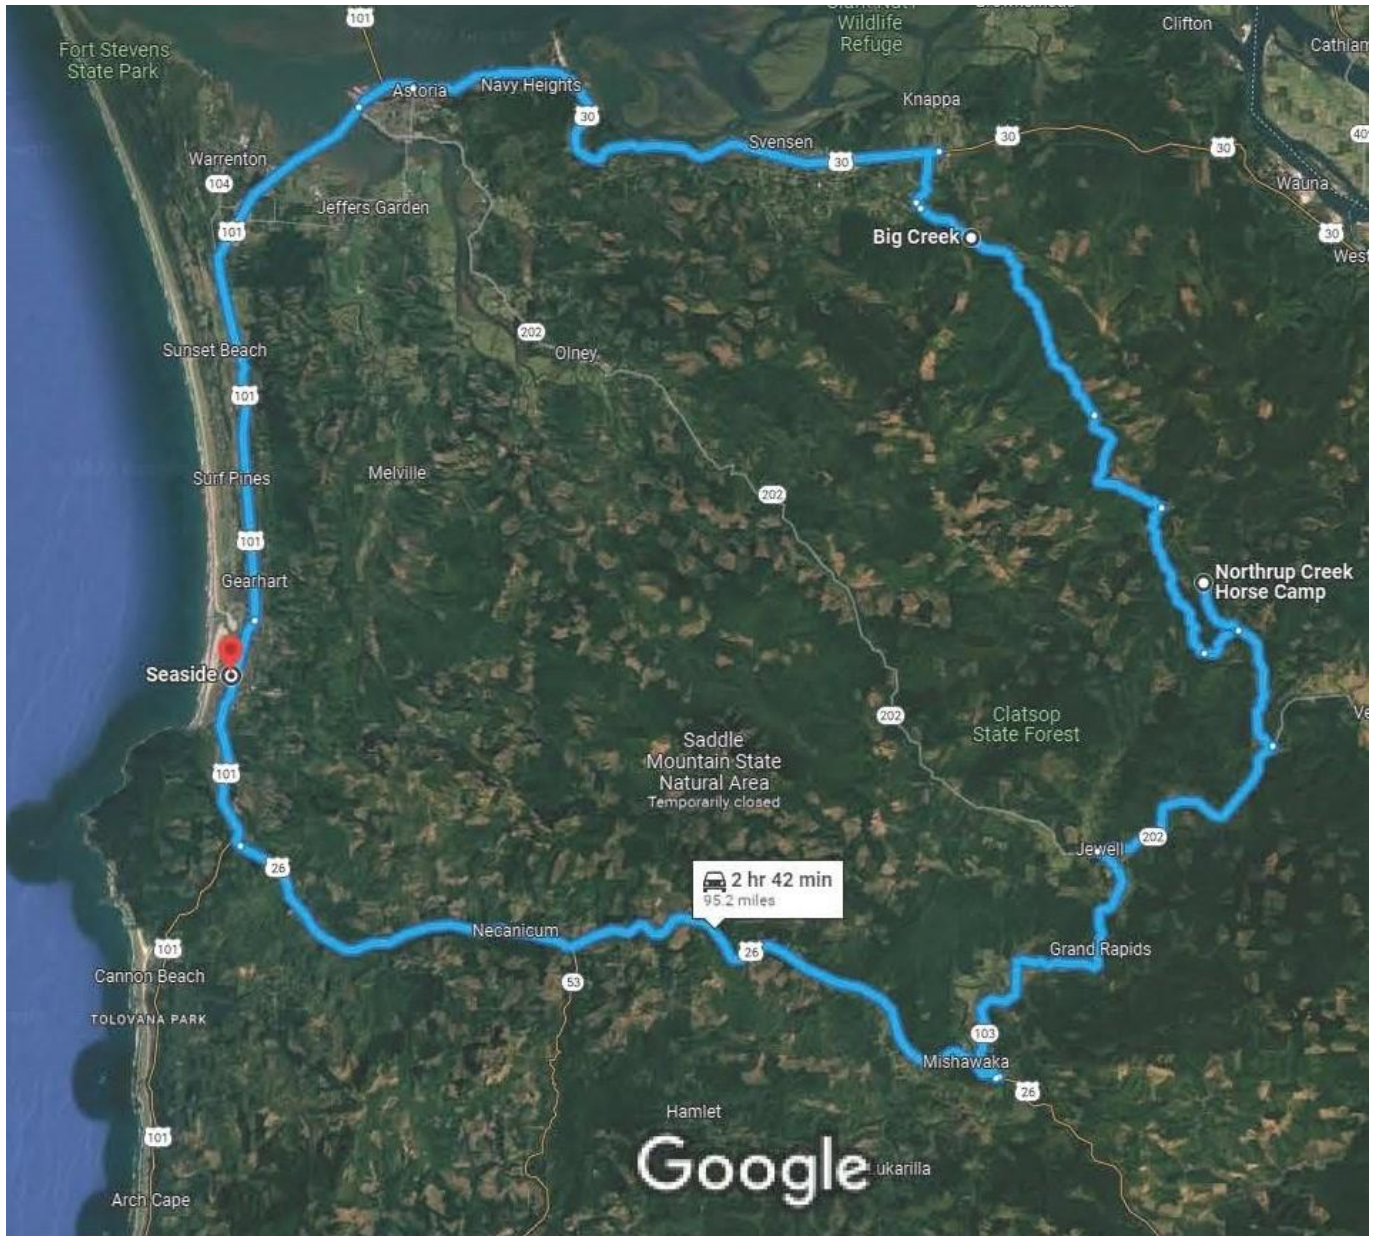 101
Wildlife
Refuge
Clifton
Fort Stevens
State Park
Astoria
Navy Heights
Knappa
30
Svensen
30
30
30
Warrenton
104
Jeffers Garden
Wauna
101
Big Creek
30
West
202
Sunset Beach
Olney
101
Melville
Surf Pines
202
101
Gearhart
Northrup Creek
Horse Camp
Seaside
202
Clatsop
State Forest
Saddle
Mountain State
Natural Area
Temporarily closed
101
Jewell
202
26
2 hr 42 min
95.2 miles
Necanicum
101
26
Grand Rapids
Cannon Beach
53
TOLOVANA PARK
103
Mishawaka
26
Hamlet
101
Google
Arch Cape